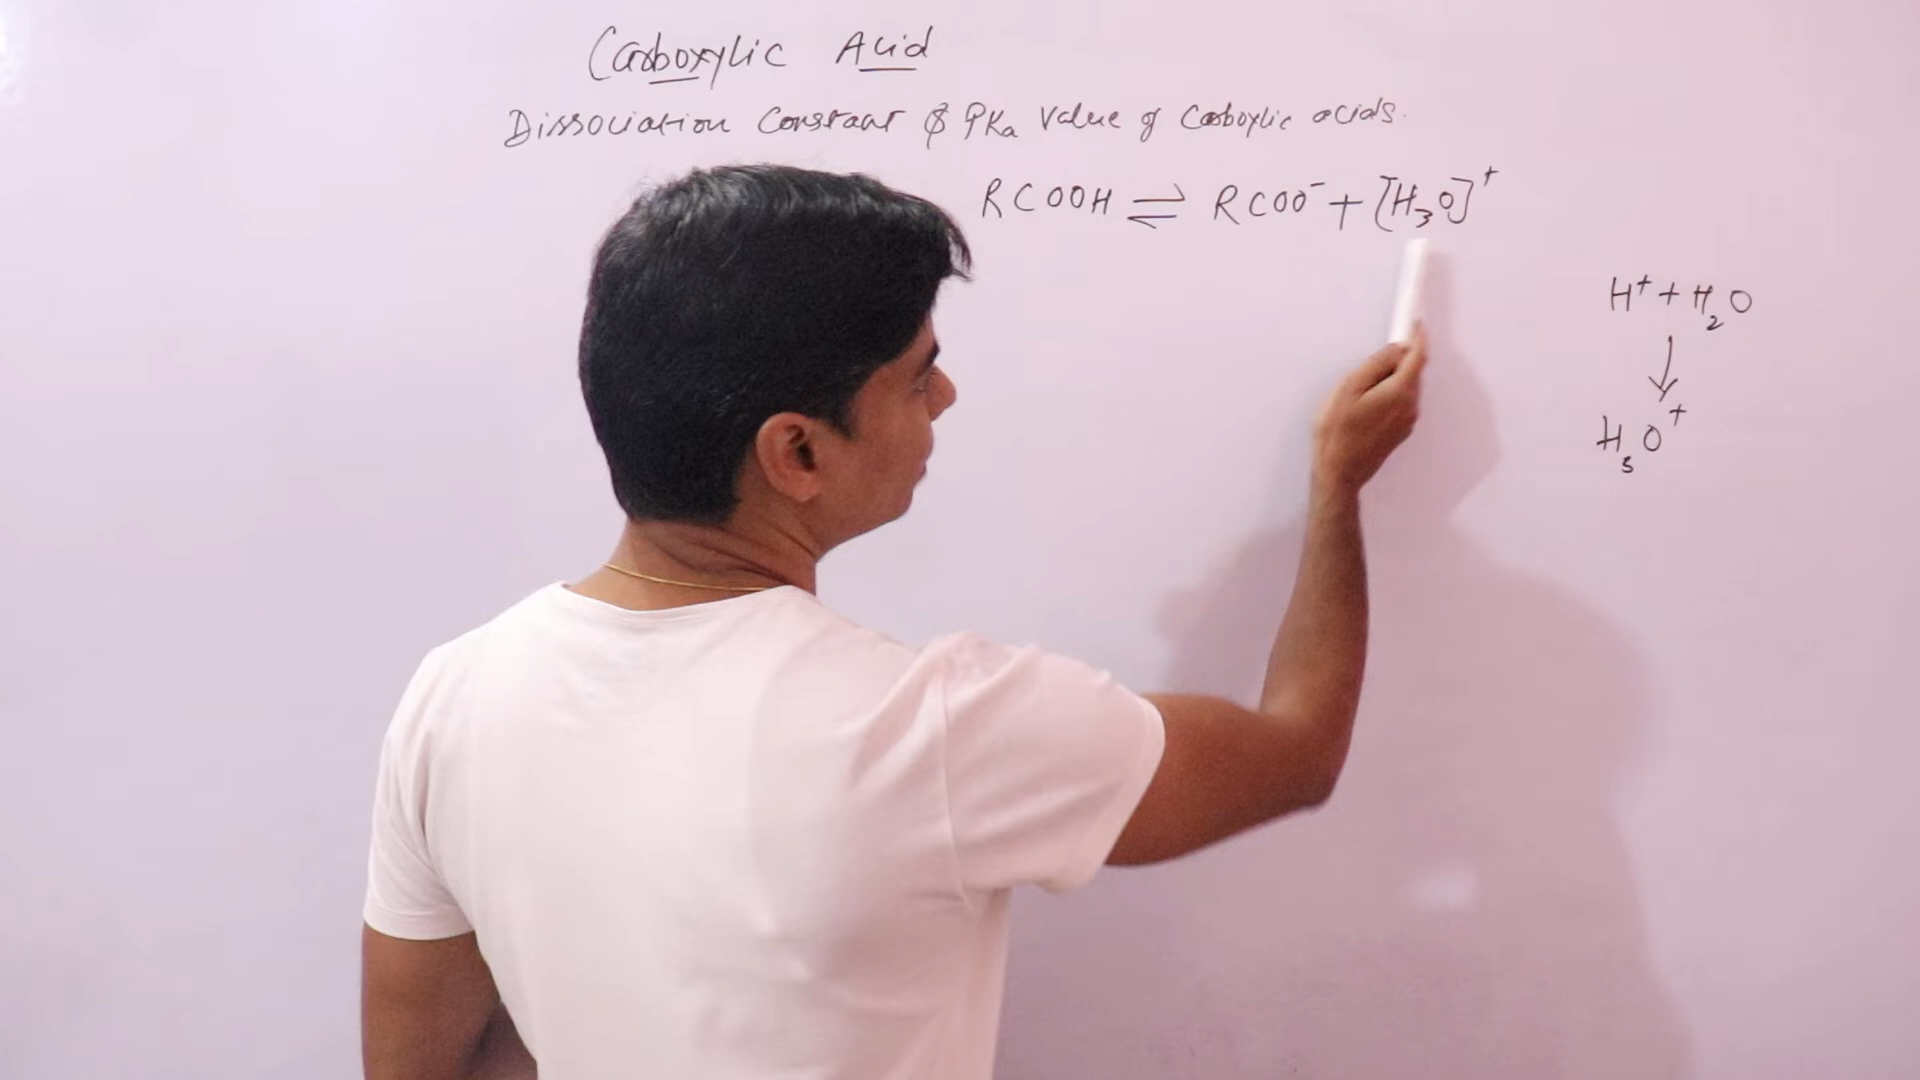 Carboxylic Acid
Dissociation Constant & PKa Value of Carboxylic acids.
RCOOH ⇌ RCOO⁻ + [H₃O]⁺
H⁺ + H₂O
↓
H₃O⁺